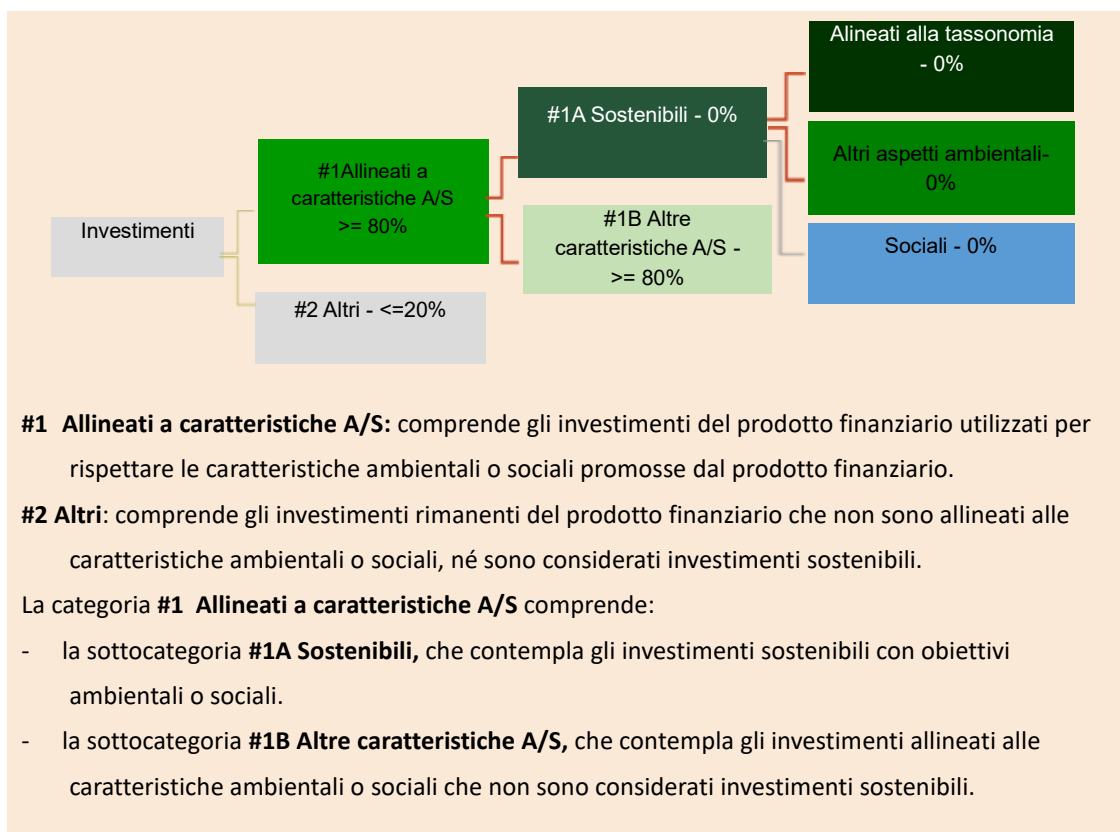 Alineati alla tassonomia
- 0%
#1A Sostenibili - 0%
Altri aspetti ambientali-
0%
#1Allineati a
caratteristiche A/S
>= 80%
Investimenti
#1B Altre
caratteristiche A/S -
>= 80%
Sociali - 0%
#2 Altri - <=20%
#1 Allineati a caratteristiche A/S: comprende gli investimenti del prodotto finanziario utilizzati per
rispettare le caratteristiche ambientali o sociali promosse dal prodotto finanziario.
#2 Altri: comprende gli investimenti rimanenti del prodotto finanziario che non sono allineati alle
caratteristiche ambientali o sociali, né sono considerati investimenti sostenibili.
La categoria #1 Allineati a caratteristiche A/S comprende:
- la sottocategoria #1A Sostenibili, che contempla gli investimenti sostenibili con obiettivi
ambientali o sociali.
- la sottocategoria #1B Altre caratteristiche A/S, che contempla gli investimenti allineati alle
caratteristiche ambientali o sociali che non sono considerati investimenti sostenibili.